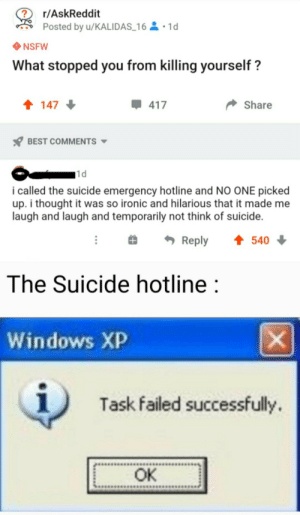 r/AskReddit
Posted by u/KALIDAS_16 · 1d
NSFW
What stopped you from killing yourself ?
147 417 Share
BEST COMMENTS
1d
i called the suicide emergency hotline and NO ONE picked
up. i thought it was so ironic and hilarious that it made me
laugh and laugh and temporarily not think of suicide.
Reply 540
The Suicide hotline :
Windows XP
Task failed successfully.
OK